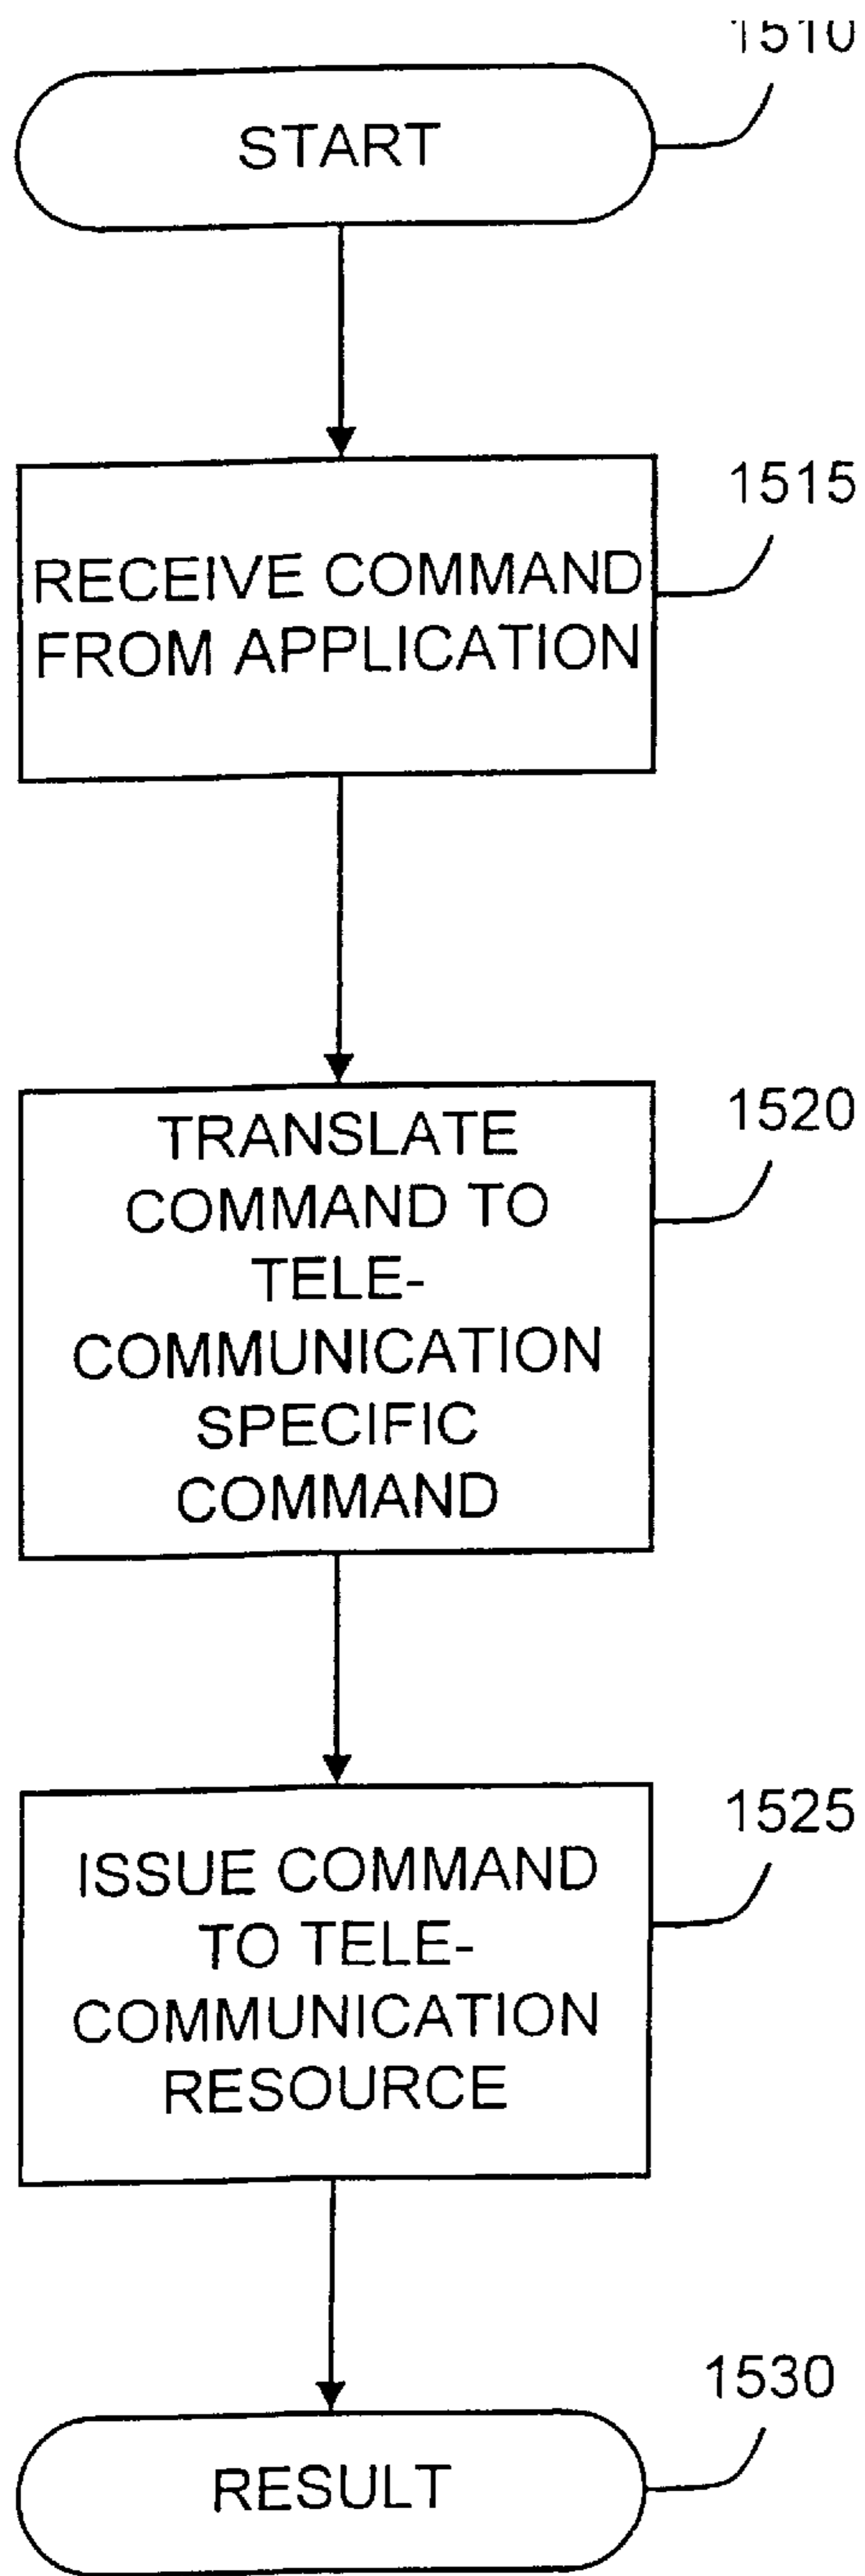 1510
START
1515
RECEIVE COMMAND
FROM APPLICATION
1520
TRANSLATE
COMMAND TO
TELE-
COMMUNICATION
SPECIFIC
COMMAND
1525
ISSUE COMMAND
TO TELE-
COMMUNICATION
RESOURCE
1530
RESULT